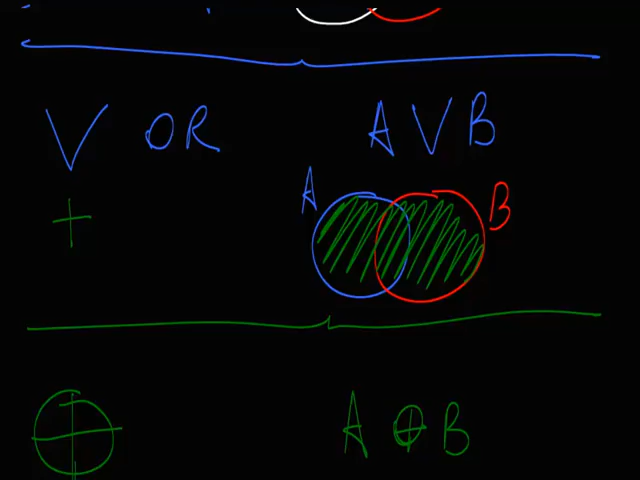 V OR A V B
A B
+
⊕ A ⊕ B